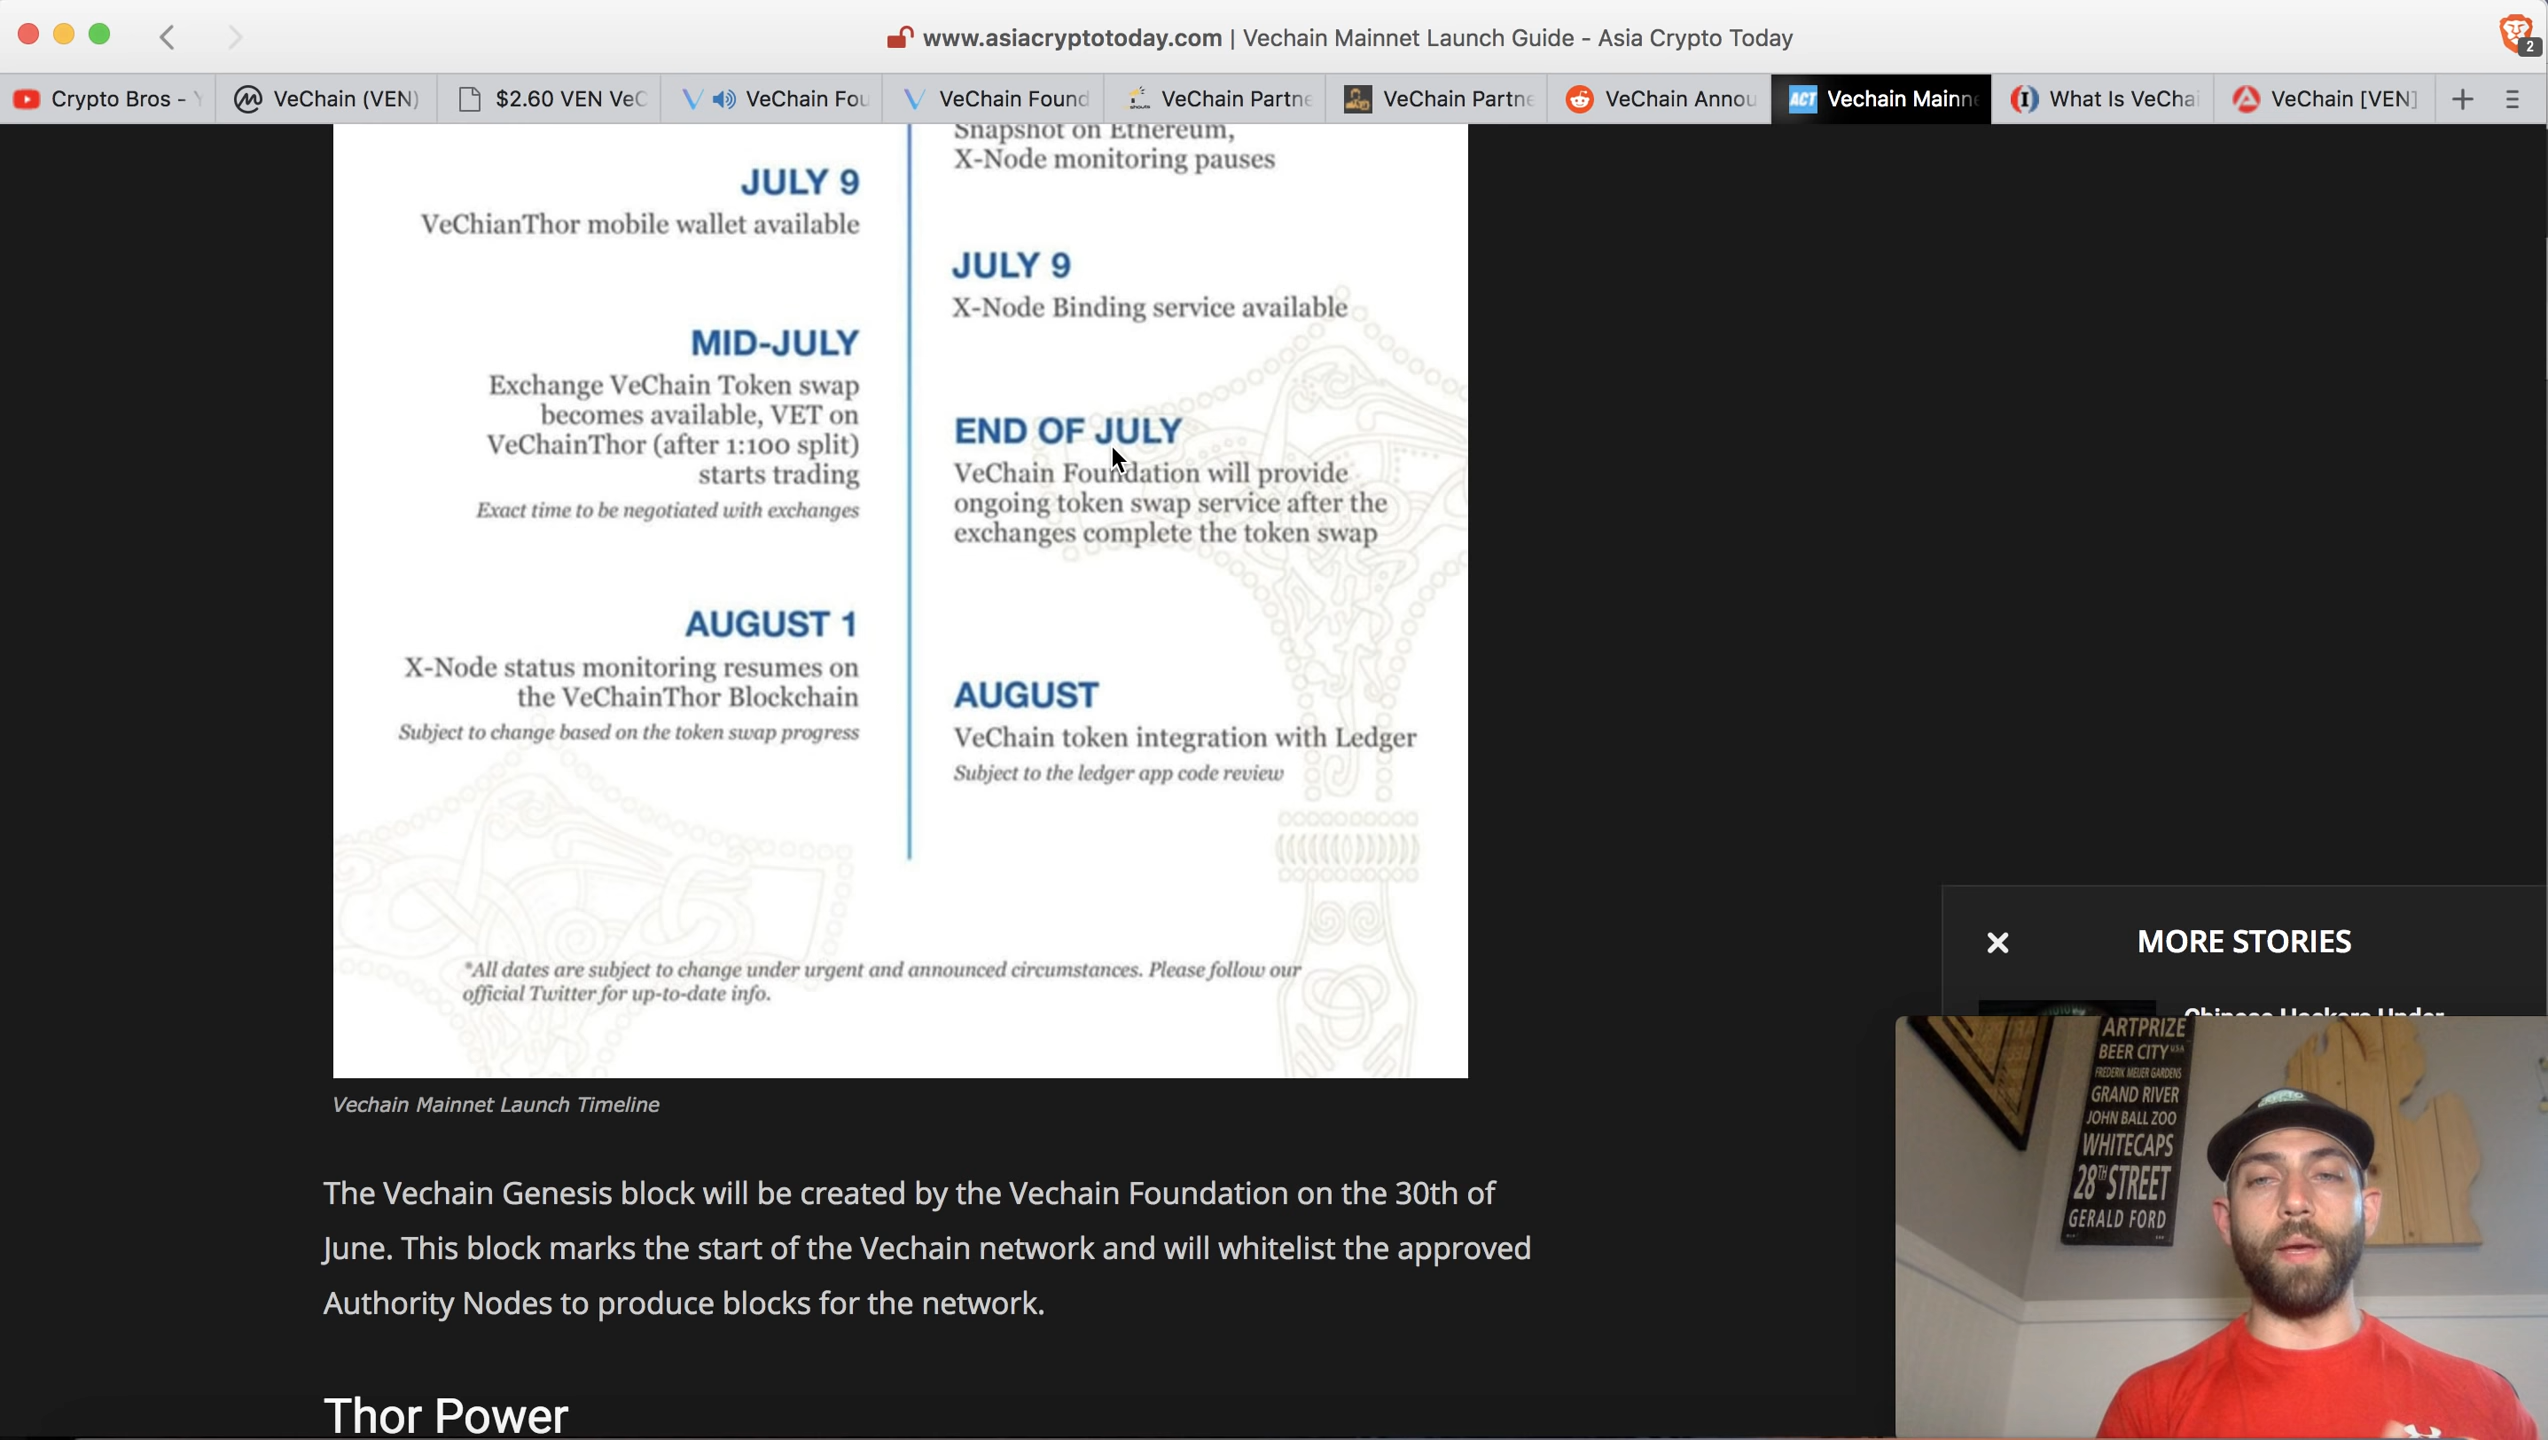 www.asiacryptotoday.com | Vechain Mainnet Launch Guide - Asia Crypto Today
2
Crypto Bros -
VeChain (VEN)
$2.60 VEN VeC
VeChain Fou
VeChain Found
VeChain Partne
VeChain Partne
VeChain Annou
ACT Vechain Mainn
What Is VeChai
VeChain [VEN]
Snapshot on Ethereum,
X-Node monitoring pauses
JULY 9
VeChianThor mobile wallet available
JULY 9
X-Node Binding service available
MID-JULY
Exchange VeChain Token swap
becomes available, VET on
VeChainThor (after 1:100 split)
starts trading
Exact time to be negotiated with exchanges
END OF JULY
VeChain Foundation will provide
ongoing token swap service after the
exchanges complete the token swap
AUGUST 1
X-Node status monitoring resumes on
the VeChainThor Blockchain
Subject to change based on the token swap progress
AUGUST
VeChain token integration with Ledger
Subject to the ledger app code review
*All dates are subject to change under urgent and announced circumstances. Please follow our
official Twitter for up-to-date info.
Vechain Mainnet Launch Timeline
The Vechain Genesis block will be created by the Vechain Foundation on the 30th of
June. This block marks the start of the Vechain network and will whitelist the approved
Authority Nodes to produce blocks for the network.
Thor Power
MORE STORIES
Chinese Hackers Under
ARTPRIZE
BEER CITY USA
FREDERIK MEIJER GARDENS
GRAND RIVER
JOHN BALL ZOO
WHITECAPS
28TH STREET
GERALD FORD